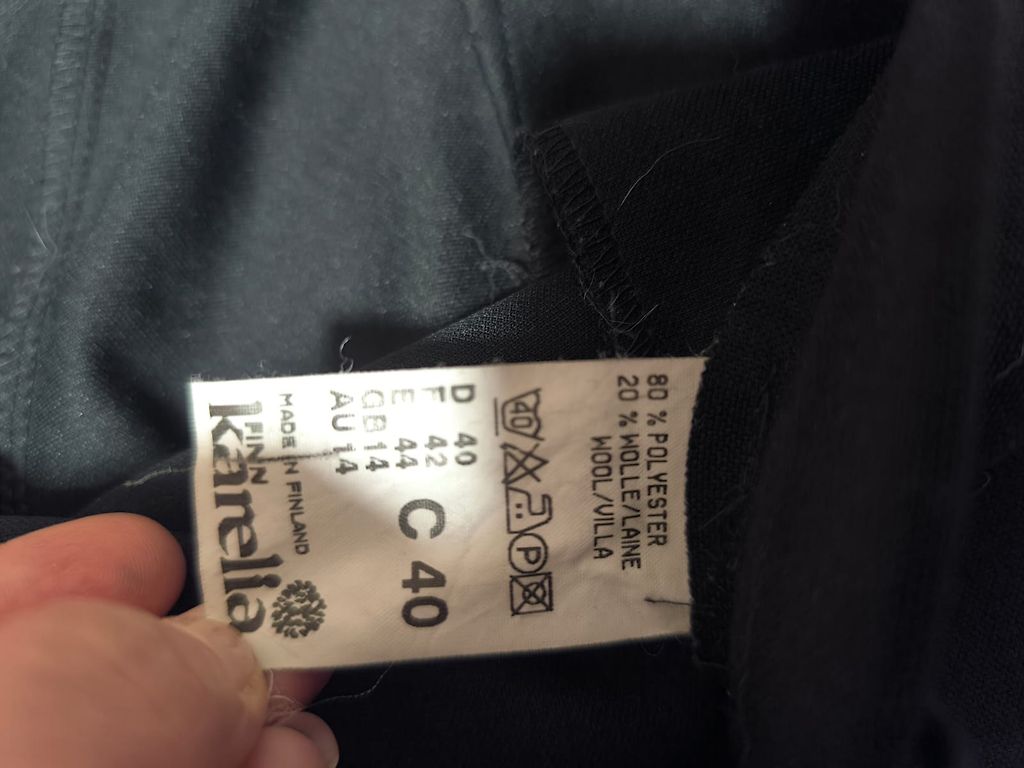 80 % POLYESTER
20 % WOLLE/LAINE
WOOL/VILLA
40
P
D 40
F 42
E 44
GB 14
AU 14
C 40
MADE IN FINLAND
FINN
Karelia